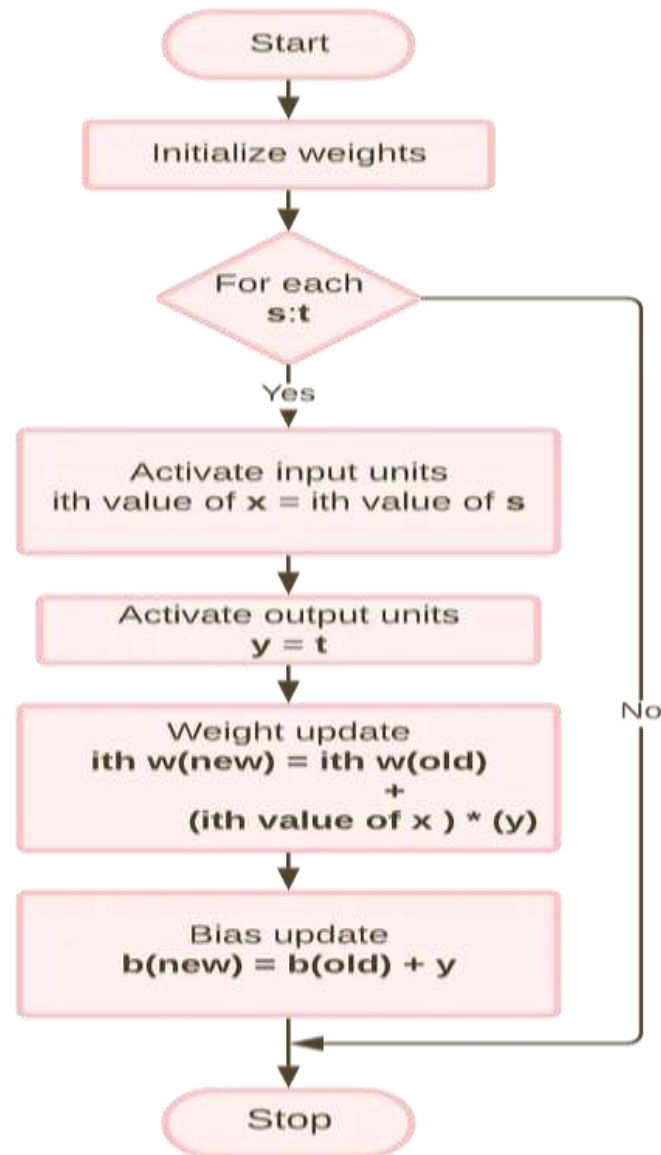 Start
Initialize weights
For each
s:t
Yes
Activate input units
ith value of x = ith value of s
Activate output units
y = t
No
Weight update
ith w(new) = ith w(old)
+
(ith value of x ) * (y)
Bias update
b(new) = b(old) + y
Stop